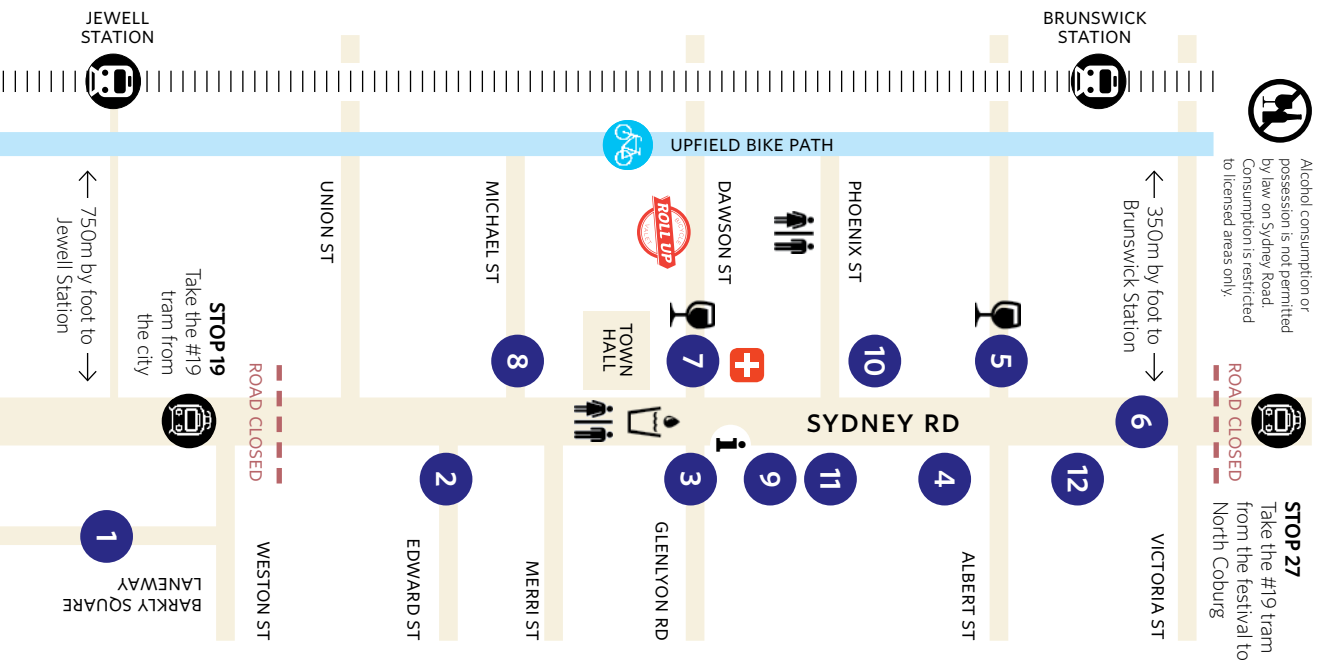 JEWELL
STATION
BRUNSWICK
STATION
UPFIELD BIKE PATH
Alcohol consumption or
possession is not permitted
by law on Sydney Road.
Consumption is restricted
to licensed areas only.
UNION ST
MICHAEL ST
BICYCLE
ROLL UP
VALET
DAWSON ST
PHOENIX ST
750m by foot to
Jewell Station
350m by foot to
Brunswick Station
STOP 19
Take the #19
tram from
the city
ROAD CLOSED
8
TOWN
HALL
7
10
5
SYDNEY RD
6
ROAD CLOSED
i
2
3
9
11
4
12
1
BARKLY SQUARE
LANEWAY
WESTON ST
EDWARD ST
MERRI ST
GLENLYON RD
ALBERT ST
VICTORIA ST
STOP 27
Take the #19 tram
from the festival to
North Coburg